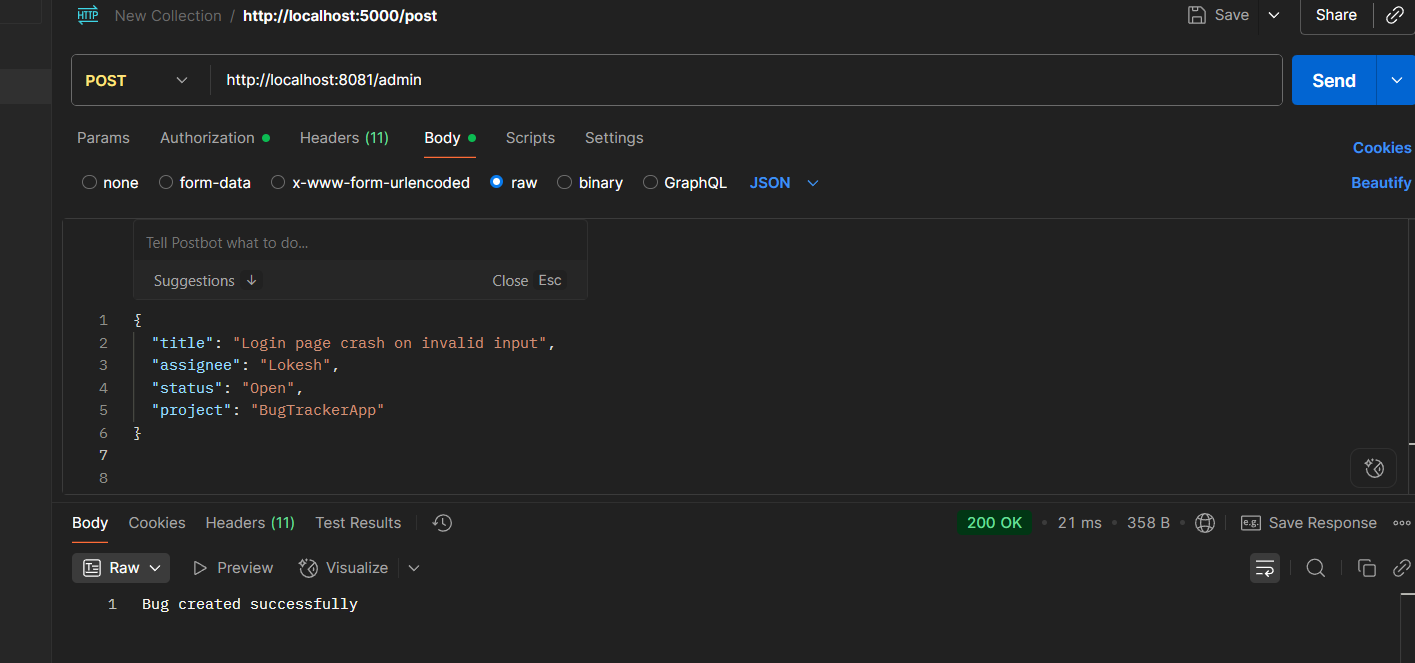 HTTP New Collection / http://localhost:5000/post Save Share
POST http://localhost:8081/admin Send
Params Authorization Headers (11) Body Scripts Settings Cookies
none form-data x-www-form-urlencoded raw binary GraphQL JSON Beautify
Tell Postbot what to do...
Suggestions ↓ Close Esc
1 {
2 "title": "Login page crash on invalid input",
3 "assignee": "Lokesh",
4 "status": "Open",
5 "project": "BugTrackerApp"
6 }
7
8
Body Cookies Headers (11) Test Results 200 OK • 21 ms • 358 B • e.g. Save Response
Raw Preview Visualize
1 Bug created successfully